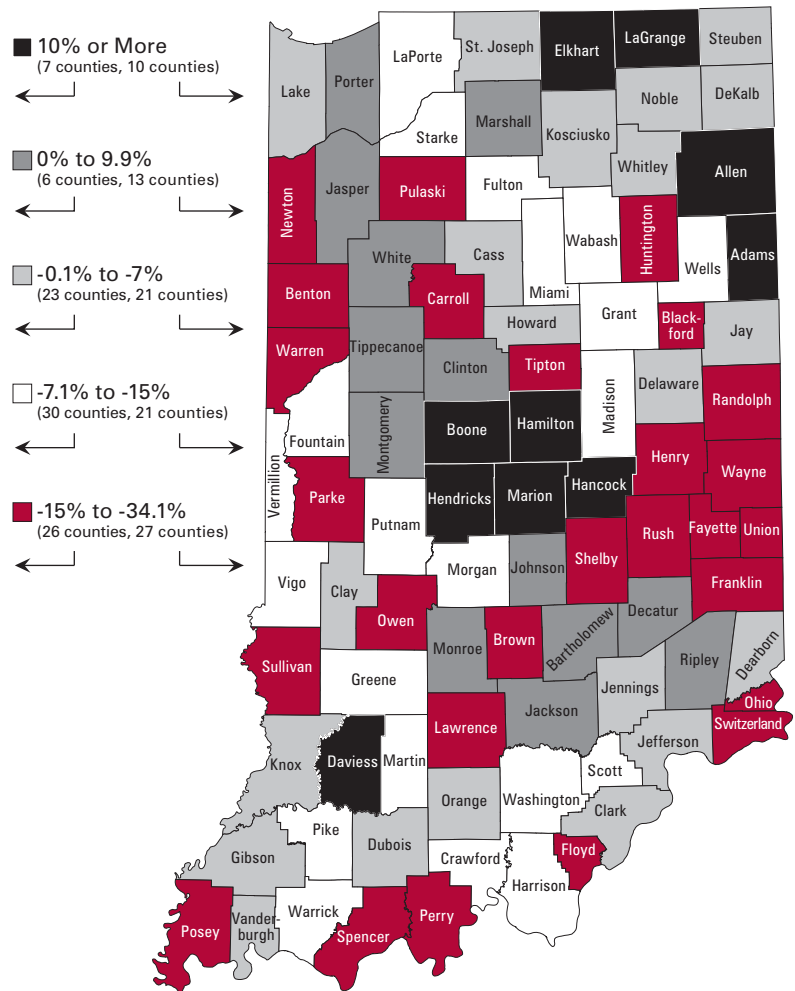 10% or More
(7 counties, 10 counties)
0% to 9.9%
(6 counties, 13 counties)
-0.1% to -7%
(23 counties, 21 counties)
-7.1% to -15%
(30 counties, 21 counties)
-15% to -34.1%
(26 counties, 27 counties)
Lake
Porter
LaPorte
St. Joseph
Elkhart
LaGrange
Steuben
Noble
DeKalb
Starke
Marshall
Kosciusko
Whitley
Allen
Newton
Jasper
Pulaski
Fulton
Wabash
Huntington
Wells
Adams
White
Cass
Miami
Benton
Carroll
Howard
Grant
Black-
ford
Jay
Warren
Tippecanoe
Clinton
Tipton
Madison
Delaware
Randolph
Fountain
Montgomery
Boone
Hamilton
Henry
Wayne
Vermillion
Parke
Putnam
Hendricks
Marion
Hancock
Rush
Fayette
Union
Vigo
Clay
Morgan
Johnson
Shelby
Franklin
Owen
Monroe
Brown
Bartholomew
Decatur
Dearborn
Sullivan
Greene
Jennings
Ripley
Ohio
Switzerland
Lawrence
Jackson
Jefferson
Knox
Daviess
Martin
Scott
Orange
Washington
Clark
Pike
Dubois
Gibson
Crawford
Floyd
Harrison
Posey
Vander-
burgh
Warrick
Spencer
Perry